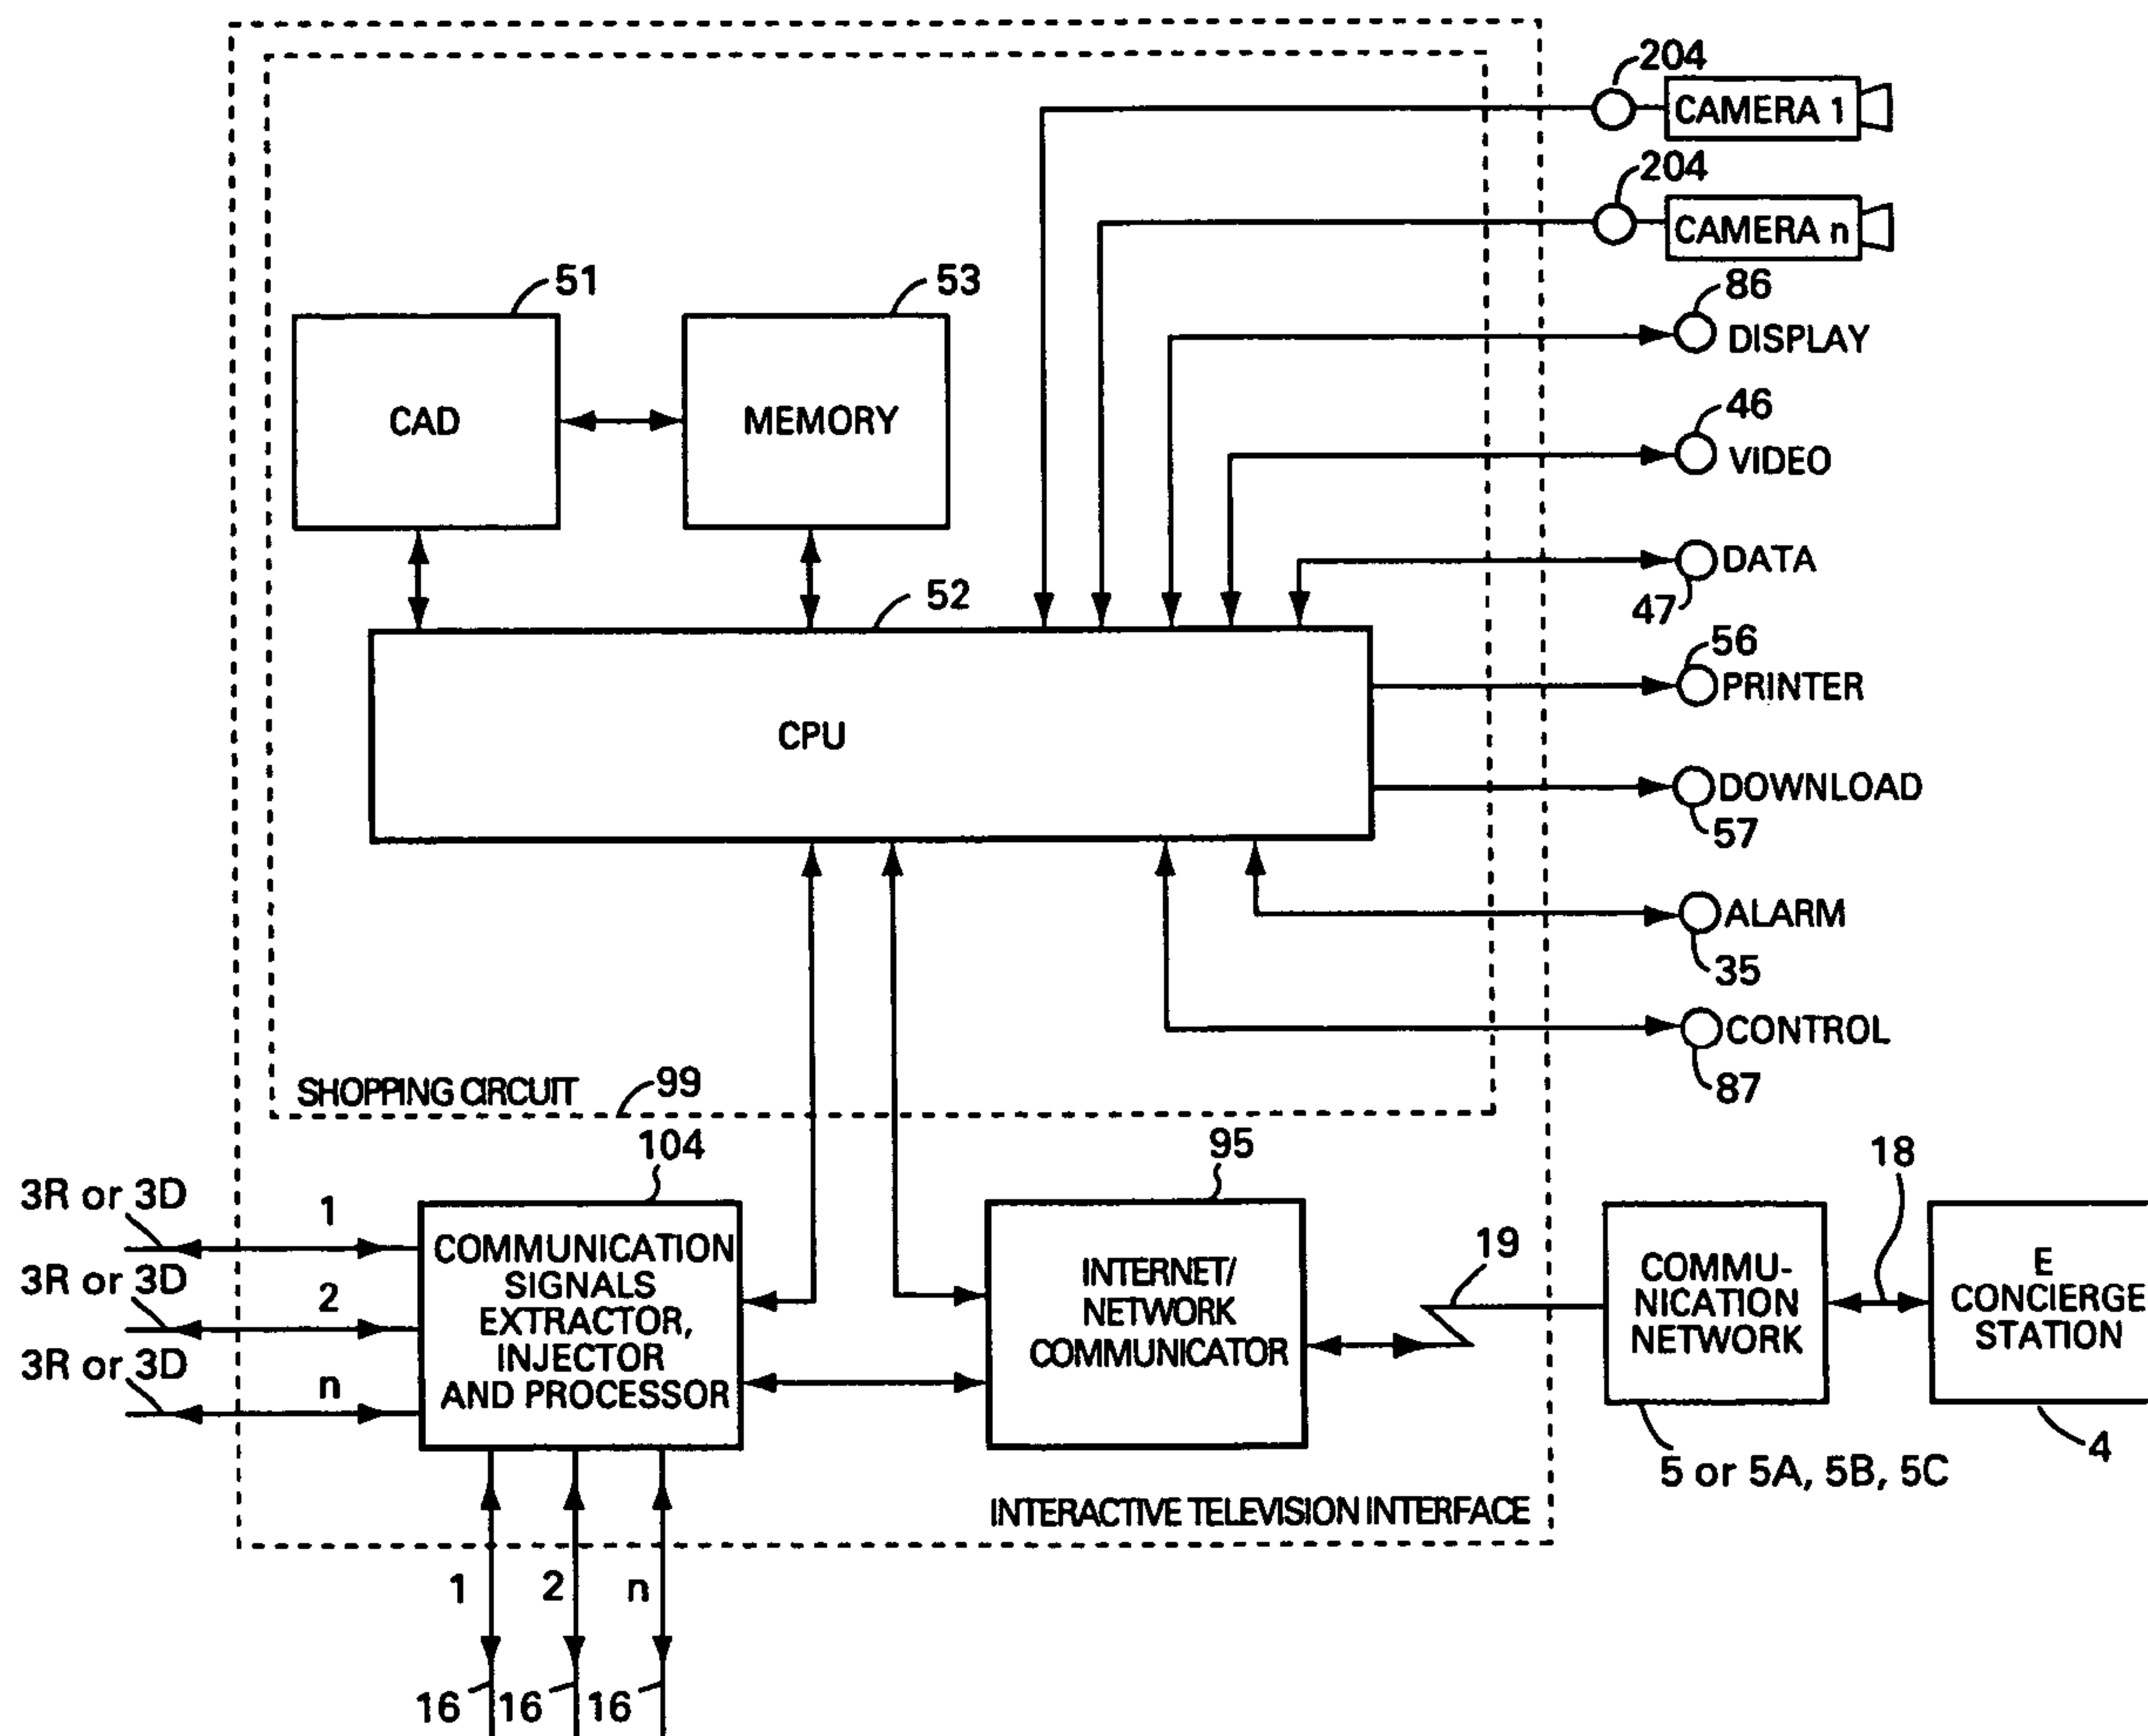 204
CAMERA 1
204
CAMERA n
86
DISPLAY
46
VIDEO
DATA
47
56
PRINTER
DOWNLOAD
57
ALARM
35
CONTROL
87
51
CAD
53
MEMORY
52
CPU
SHOPPING CIRCUIT
99
104
COMMUNICATION
SIGNALS
EXTRACTOR,
INJECTOR
AND PROCESSOR
3R or 3D
1
3R or 3D
2
3R or 3D
n
95
INTERNET/
NETWORK
COMMUNICATOR
19
COMMU-
NICATION
NETWORK
5 or 5A, 5B, 5C
18
E
CONCIERGE
STATION
4
INTERACTIVE TELEVISION INTERFACE
1
2
n
16
16
16